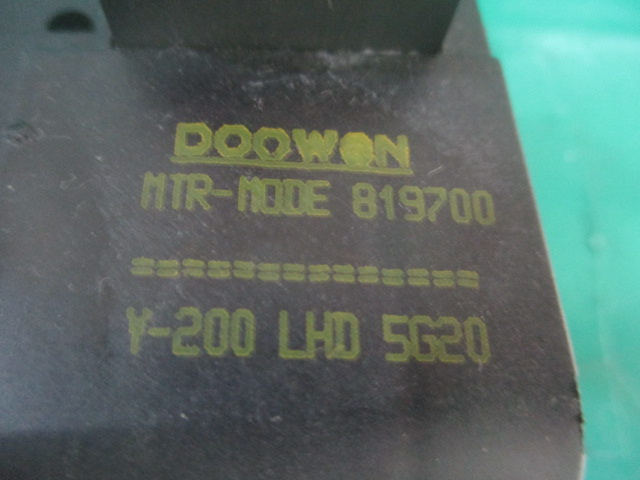 DOOWON
MTR-MODE 819700
===============
Y-200 LHD 5G20